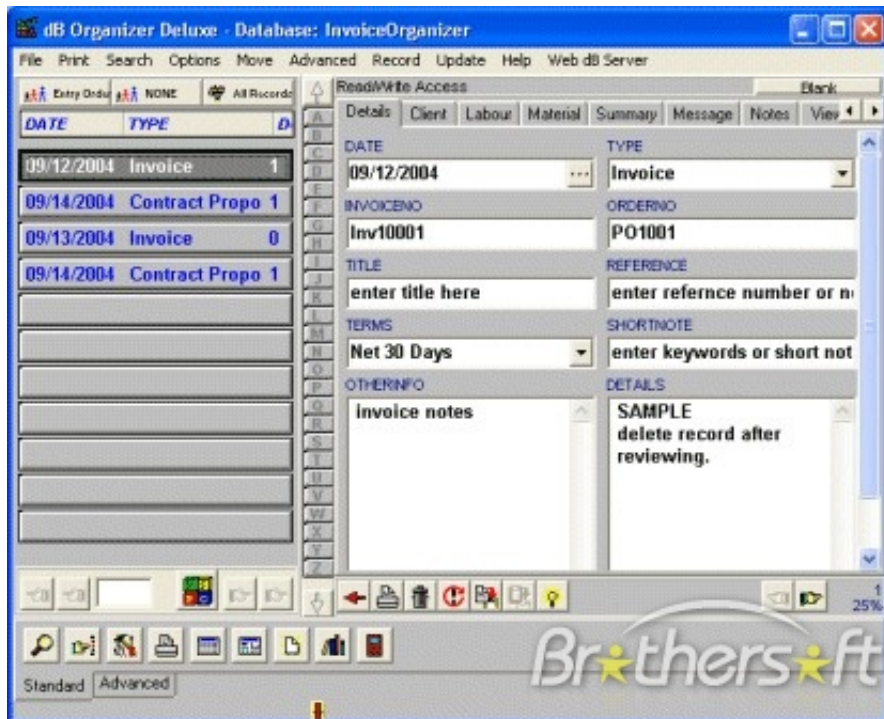 dB Organizer Deluxe - Database: InvoiceOrganizer
File Print Search Options Move Advanced Record Update Help Web dB Server
Entry Ordu NONE All Records
DATE TYPE D
09/12/2004 Invoice 1
09/14/2004 Contract Propo 1
09/13/2004 Invoice 0
09/14/2004 Contract Propo 1
A
B
C
D
E
F
G
H
I
J
K
L
M
N
O
P
Q
R
S
T
U
V
W
X
Y
Z
Read/Write Access Blank
Details Client Labour Material Summary Message Notes View
DATE TYPE
09/12/2004 ... Invoice
INVOICENO ORDERNO
Inv10001 PO1001
TITLE REFERENCE
enter title here enter refernce number or n
TERMS SHORTNOTE
Net 30 Days enter keywords or short not
OTHERINFO DETAILS
invoice notes SAMPLE
delete record after
reviewing.
1
25%
Standard Advanced
Brothersoft